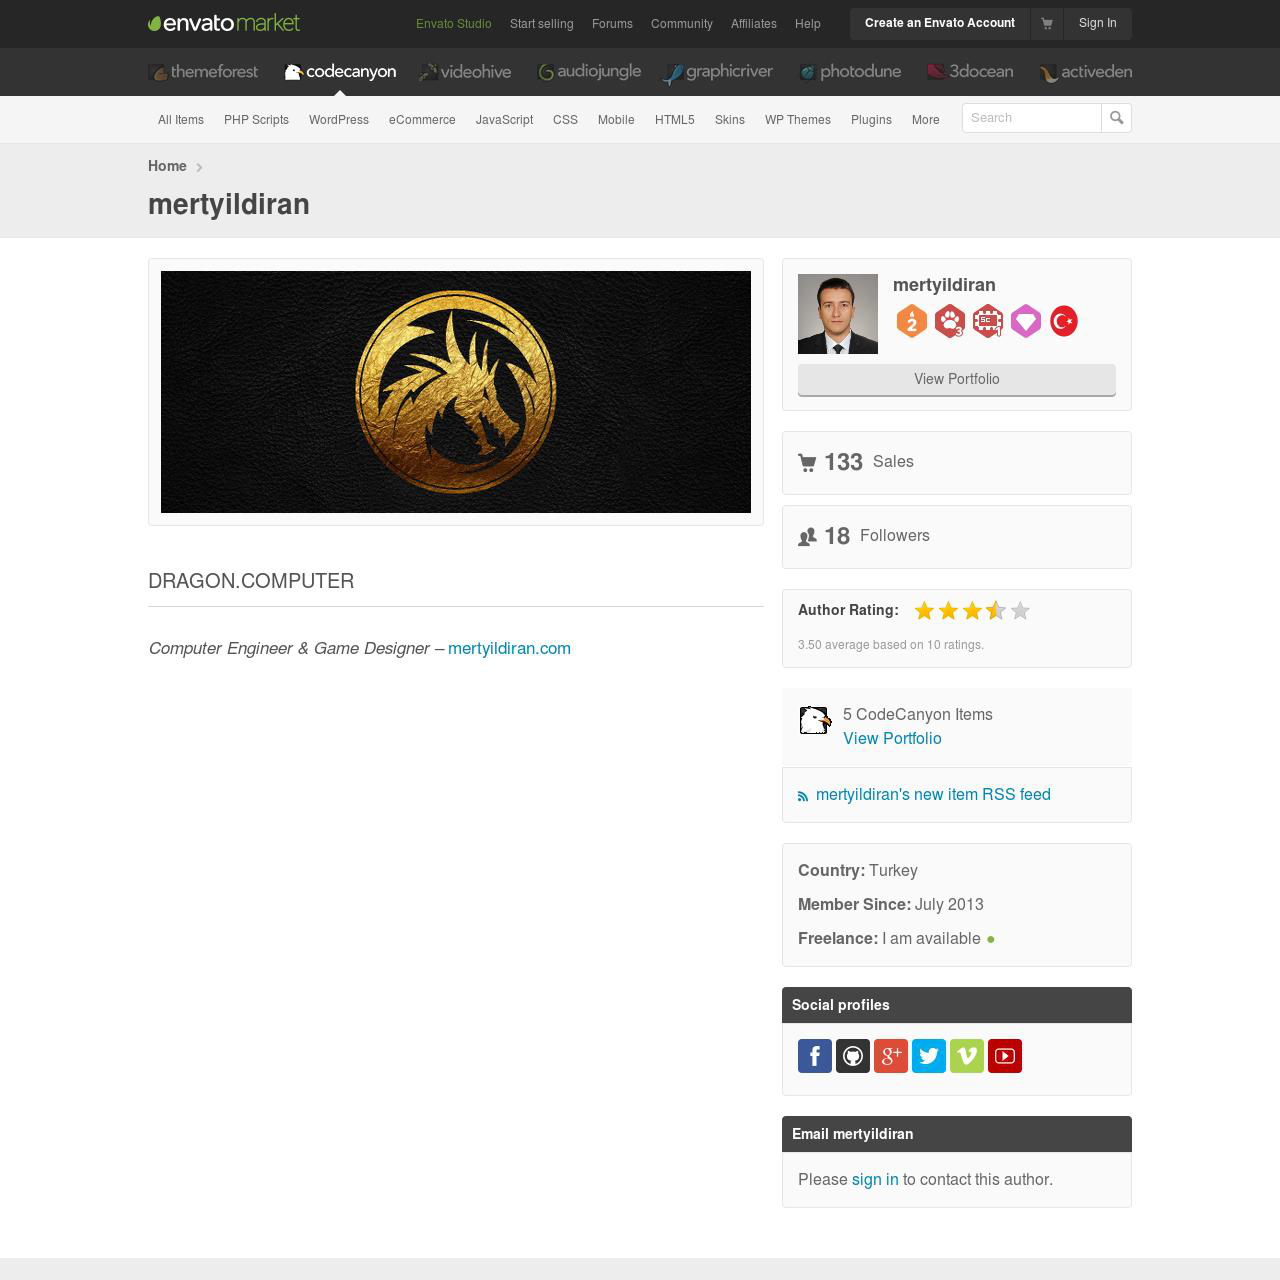 envato market
Envato Studio Start selling Forums Community Affiliates Help Create an Envato Account Sign In
themeforest codecanyon videohive audiojungle graphicriver photodune 3docean activeden
All Items PHP Scripts WordPress eCommerce JavaScript CSS Mobile HTML5 Skins WP Themes Plugins More Search
Home
mertyildiran
mertyildiran
2 3 5c 1
View Portfolio
133 Sales
18 Followers
DRAGON.COMPUTER
Author Rating:
3.50 average based on 10 ratings.
Computer Engineer & Game Designer – mertyildiran.com
5 CodeCanyon Items
View Portfolio
mertyildiran's new item RSS feed
Country: Turkey
Member Since: July 2013
Freelance: I am available
Social profiles
Email mertyildiran
Please sign in to contact this author.